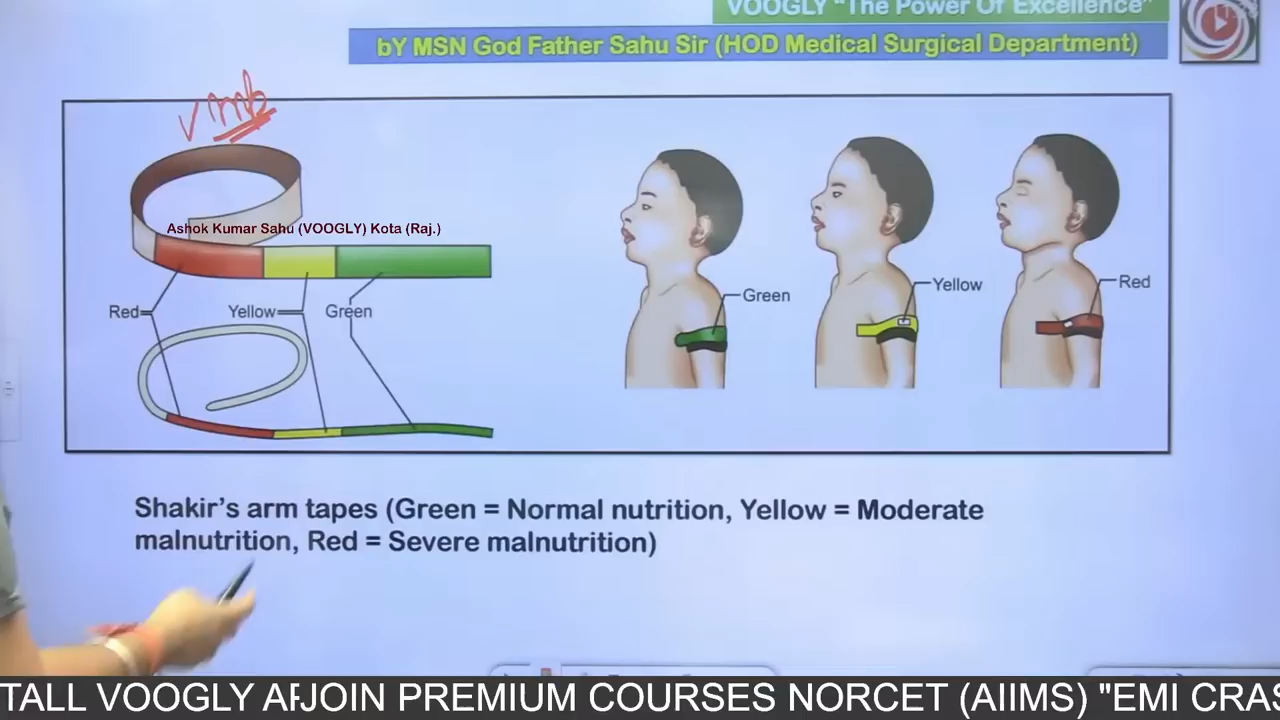 VOOGLY "The Power Of Excellence"
bY MSN God Father Sahu Sir (HOD Medical Surgical Department)
Ashok Kumar Sahu (VOOGLY) Kota (Raj.)
Red
Yellow
Green
Green
Yellow
Red
Shakir's arm tapes (Green = Normal nutrition, Yellow = Moderate
malnutrition, Red = Severe malnutrition)
TALL VOOGLY AP JOIN PREMIUM COURSES NORCET (AIIMS) "EMI CRAS